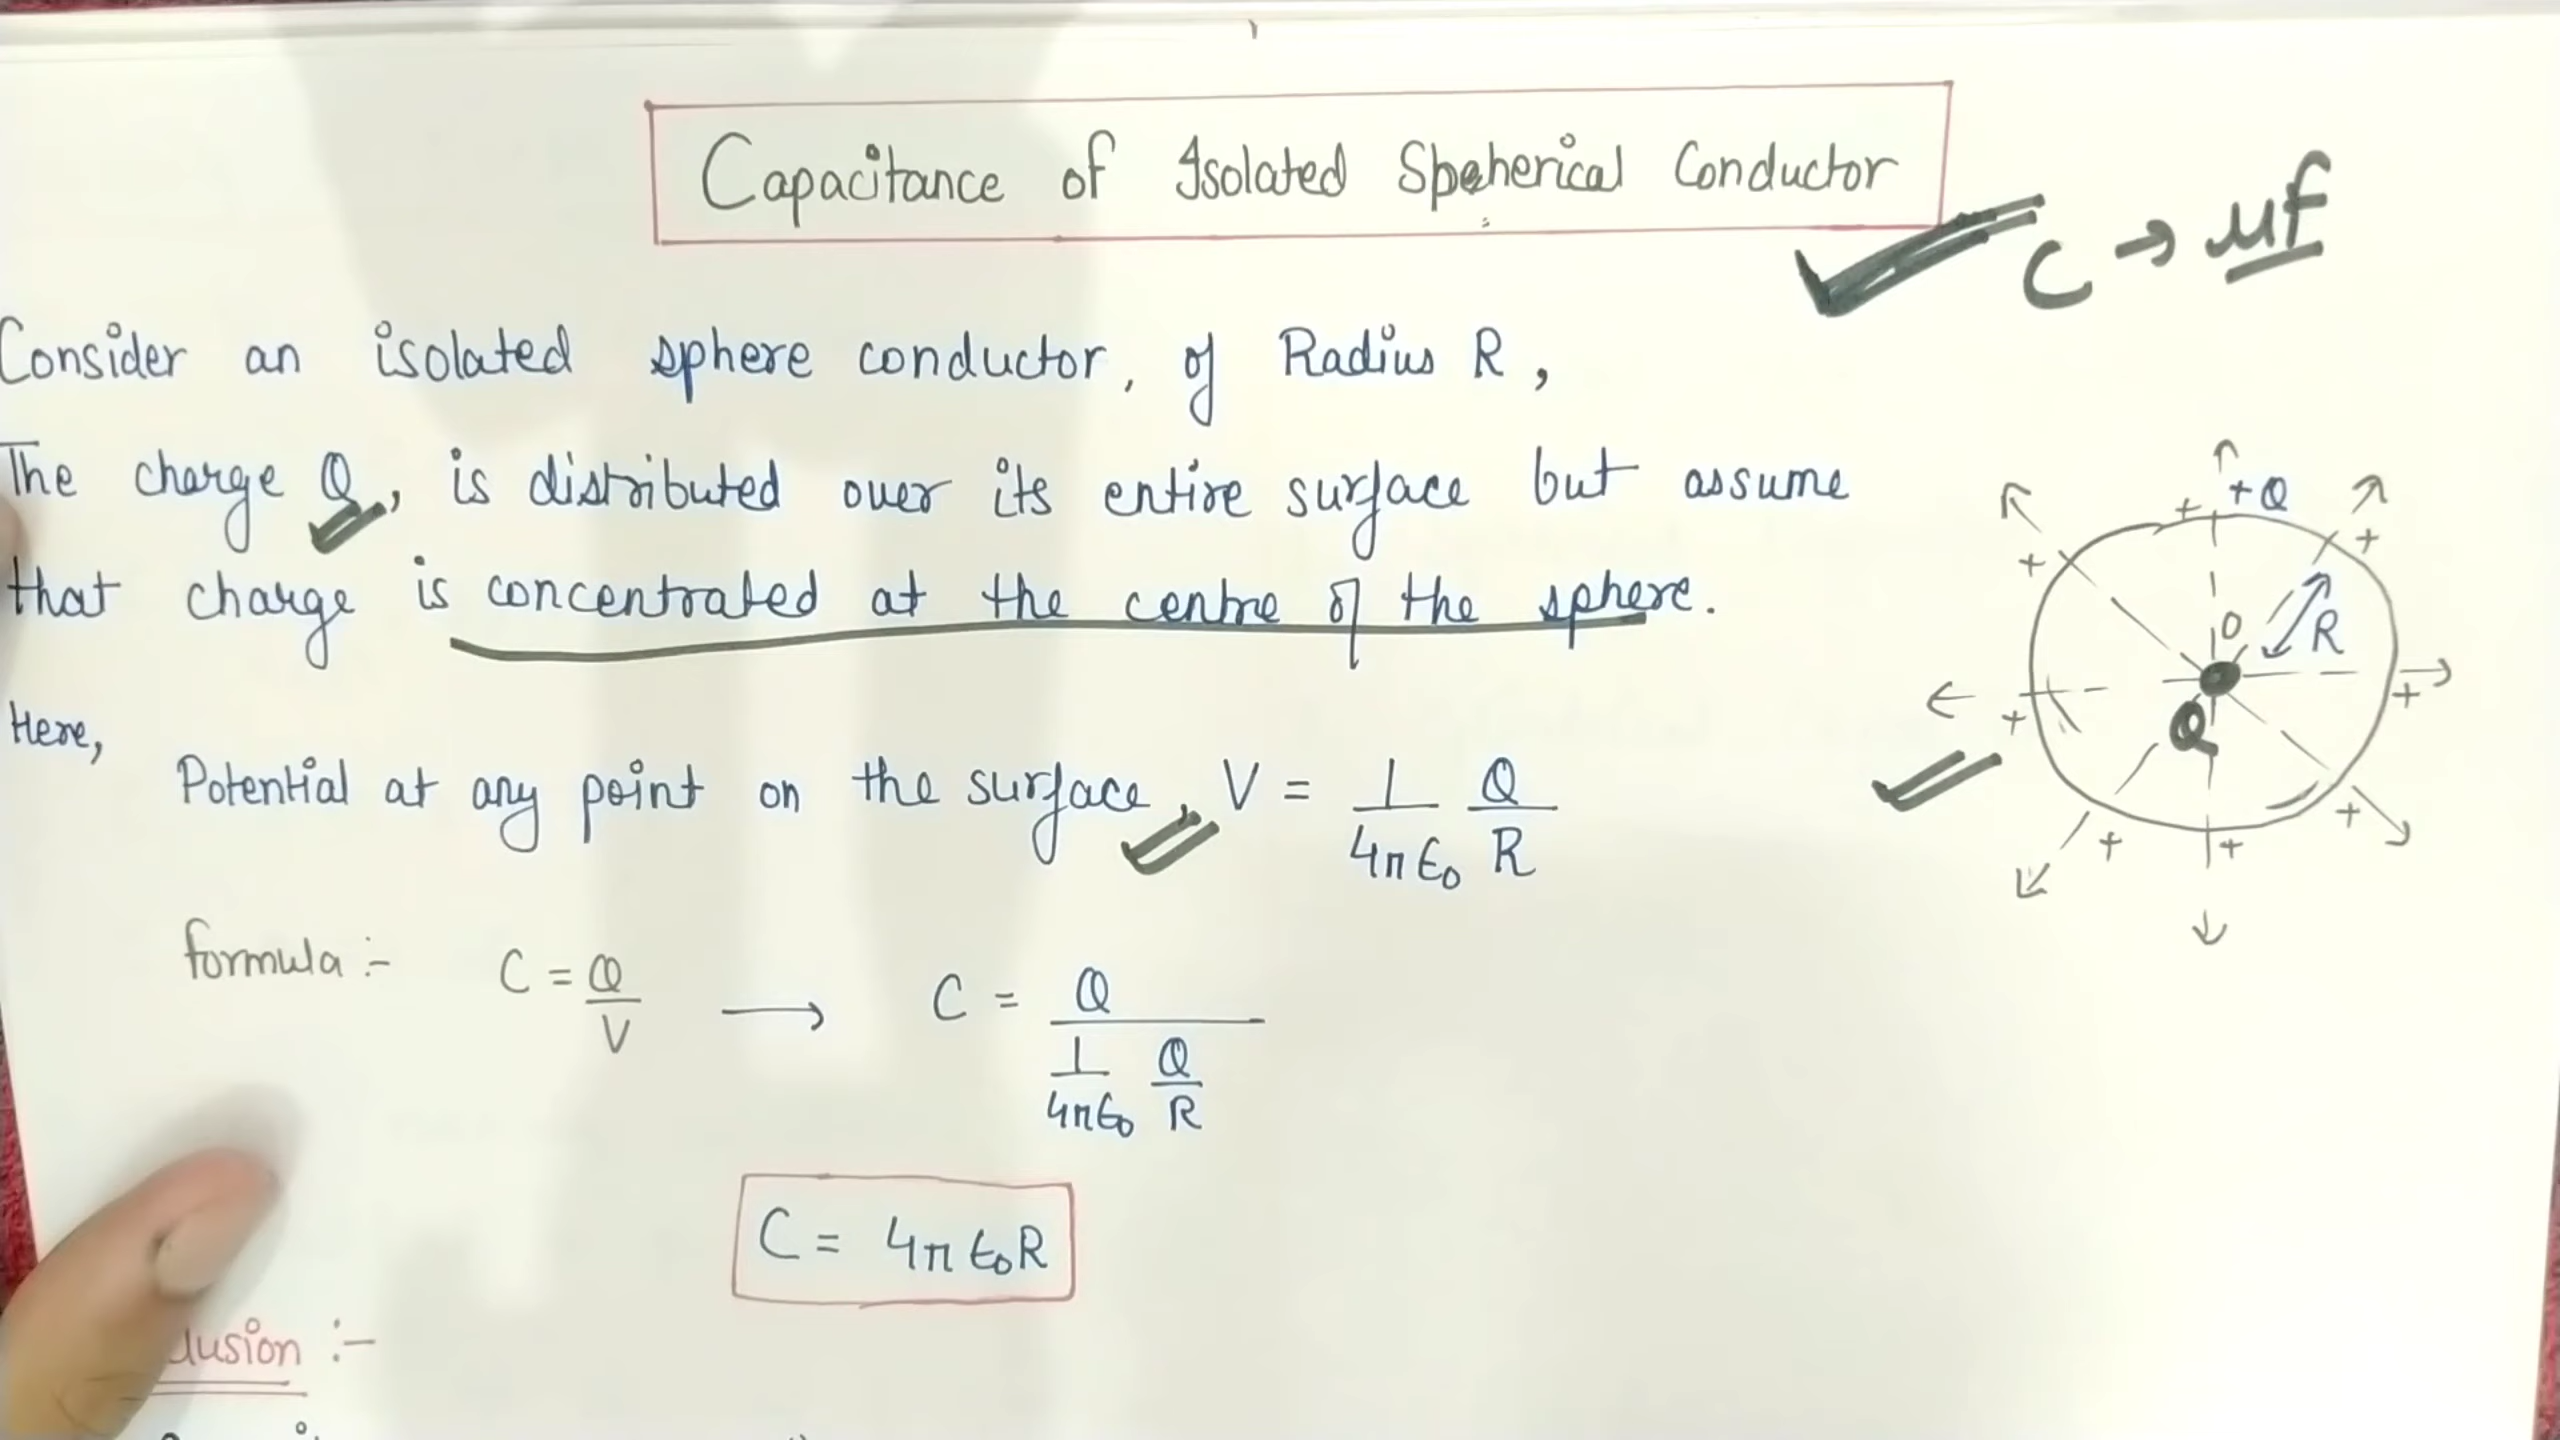 Capacitance of Isolated Speherical Conductor
C → μf
Consider an isolated sphere conductor, of Radius R,
The charge Q, is distributed over its entire surface but assume
that charge is concentrated at the centre of the sphere.
Here,
Potential at any point on the surface, V = 1/4πε₀ Q/R
formula :- C = Q/V → C = Q / (1/4πε₀ Q/R)
C = 4πε₀R
lusion :-
+Q
+ + + + + + + +
O
R
Q